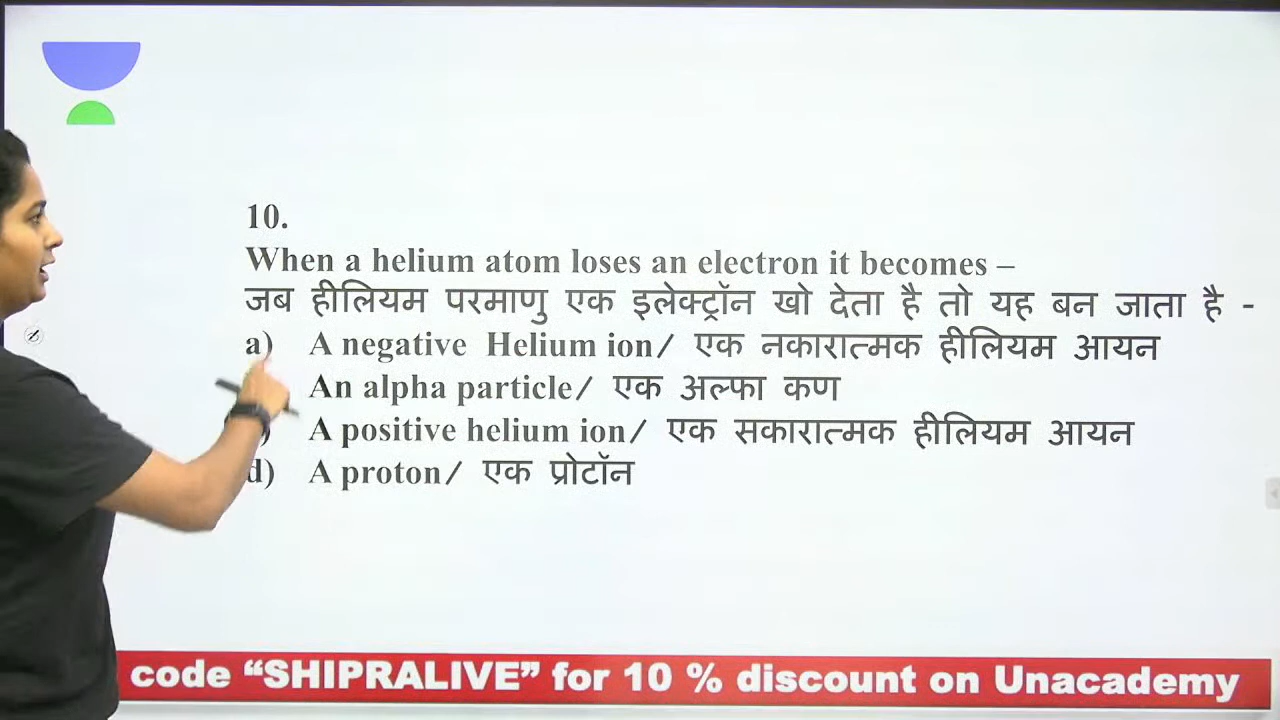 10.
When a helium atom loses an electron it becomes –
जब हीलियम परमाणु एक इलेक्ट्रॉन खो देता है तो यह बन जाता है -
a) A negative Helium ion/ एक नकारात्मक हीलियम आयन
An alpha particle/ एक अल्फा कण
) A positive helium ion/ एक सकारात्मक हीलियम आयन
d) A proton/ एक प्रोटॉन
code “SHIPRALIVE” for 10 % discount on Unacademy